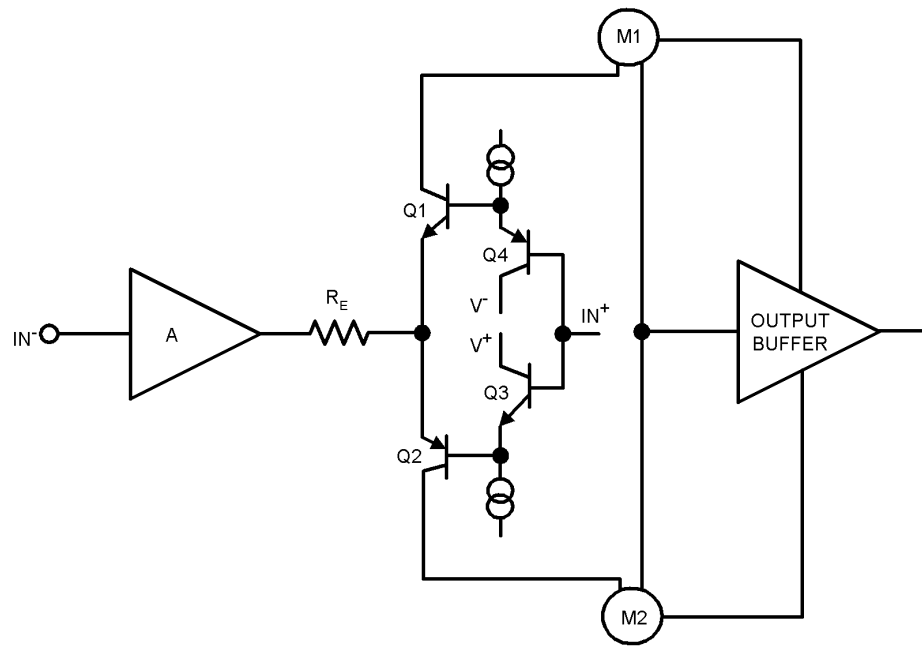 M1
Q1
Q4
R_E
V⁻
IN⁺
IN⁻
A
V⁺
OUTPUT
BUFFER
Q3
Q2
M2